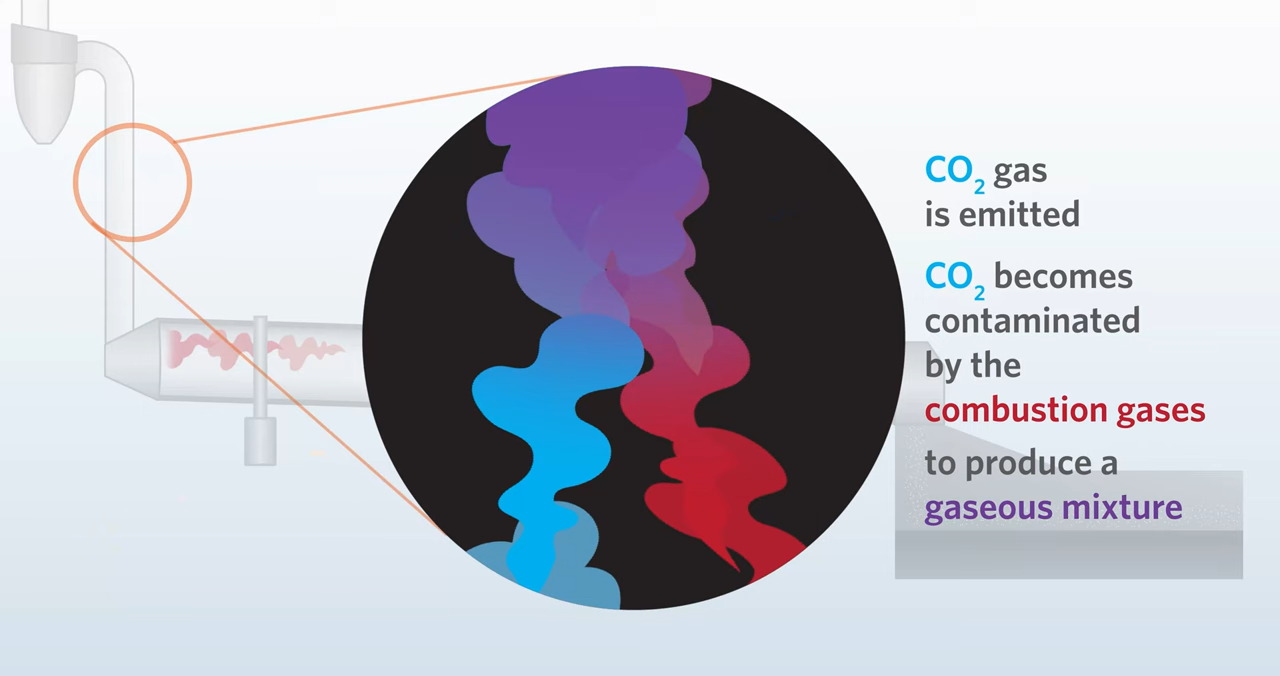 CO₂ gas
is emitted
CO₂ becomes
contaminated
by the
combustion gases
to produce a
gaseous mixture